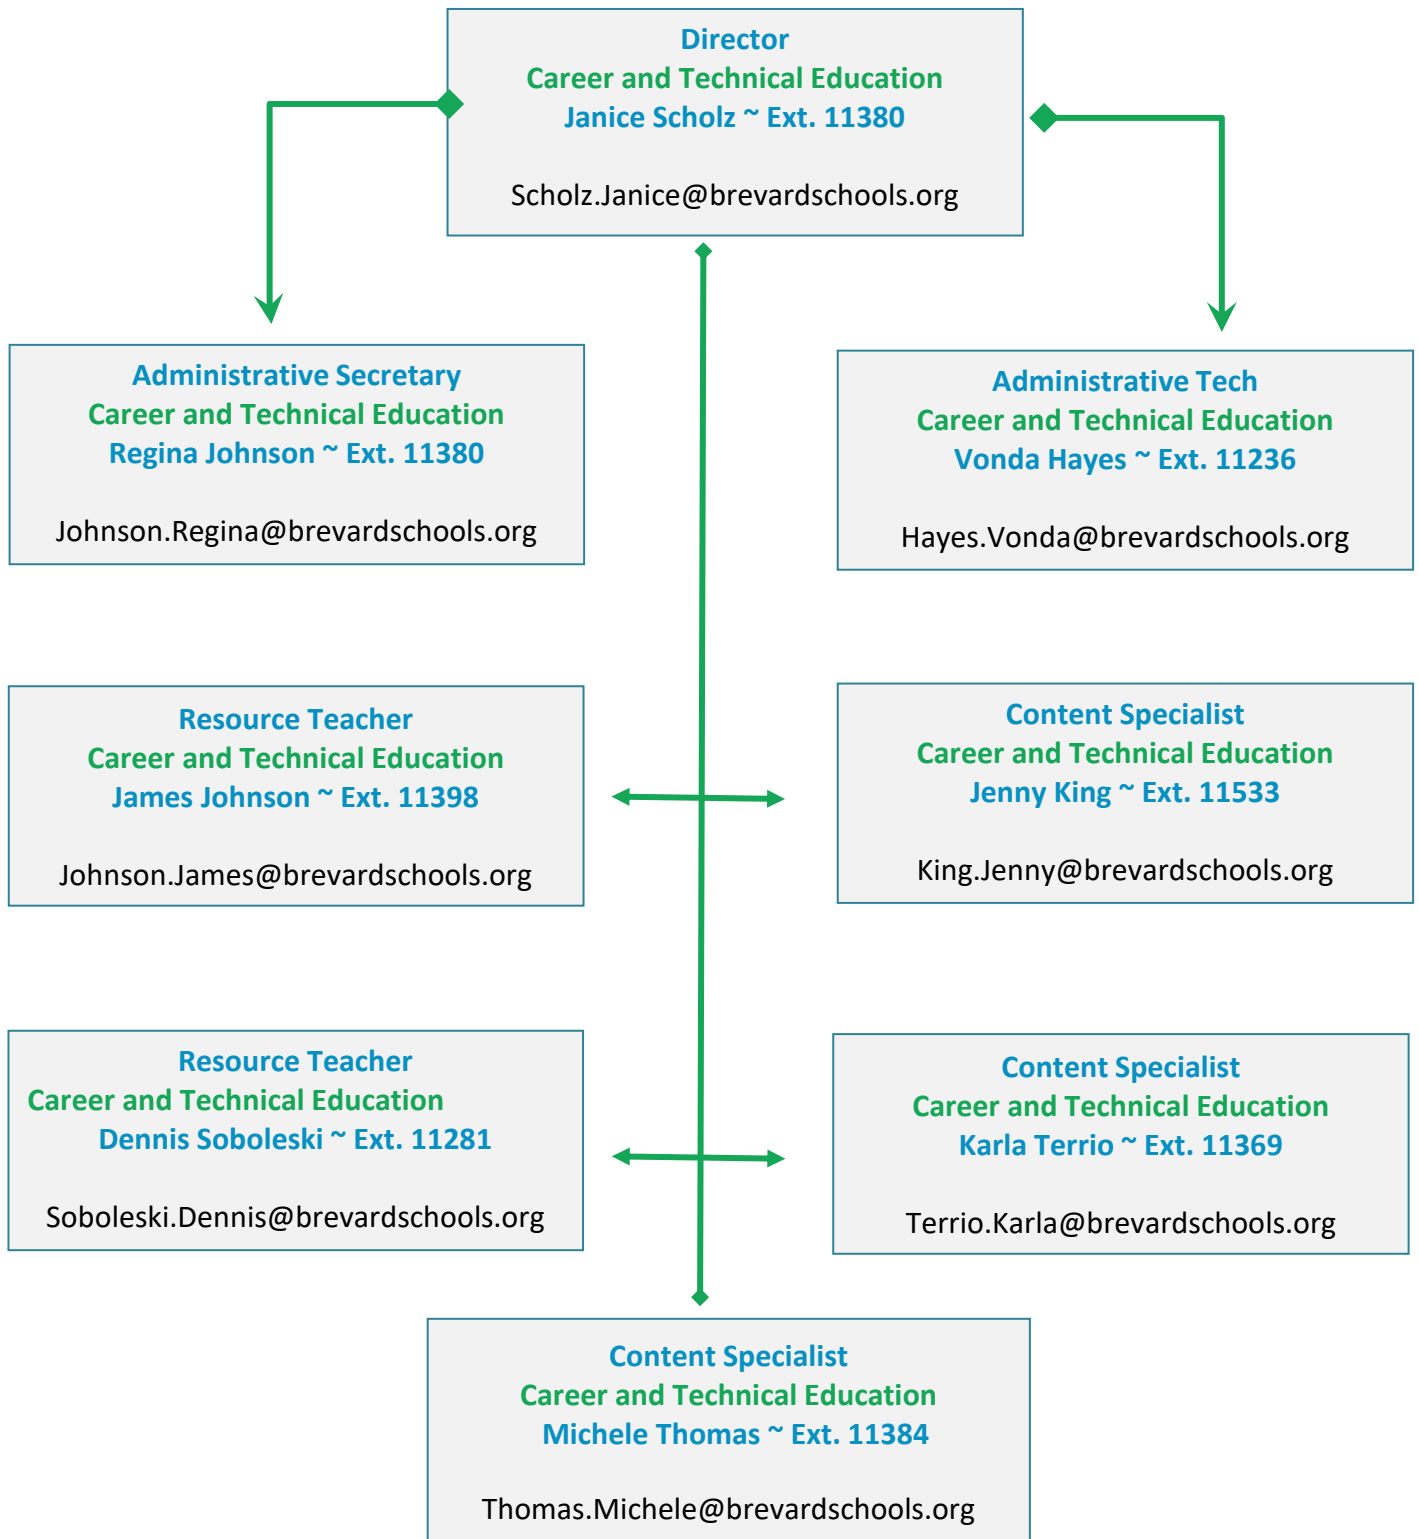 Director
Career and Technical Education
Janice Scholz ~ Ext. 11380
Scholz.Janice@brevardschools.org
Administrative Secretary
Career and Technical Education
Regina Johnson ~ Ext. 11380
Johnson.Regina@brevardschools.org
Administrative Tech
Career and Technical Education
Vonda Hayes ~ Ext. 11236
Hayes.Vonda@brevardschools.org
Resource Teacher
Career and Technical Education
James Johnson ~ Ext. 11398
Johnson.James@brevardschools.org
Content Specialist
Career and Technical Education
Jenny King ~ Ext. 11533
King.Jenny@brevardschools.org
Resource Teacher
Career and Technical Education
Dennis Soboleski ~ Ext. 11281
Soboleski.Dennis@brevardschools.org
Content Specialist
Career and Technical Education
Karla Terrio ~ Ext. 11369
Terrio.Karla@brevardschools.org
Content Specialist
Career and Technical Education
Michele Thomas ~ Ext. 11384
Thomas.Michele@brevardschools.org